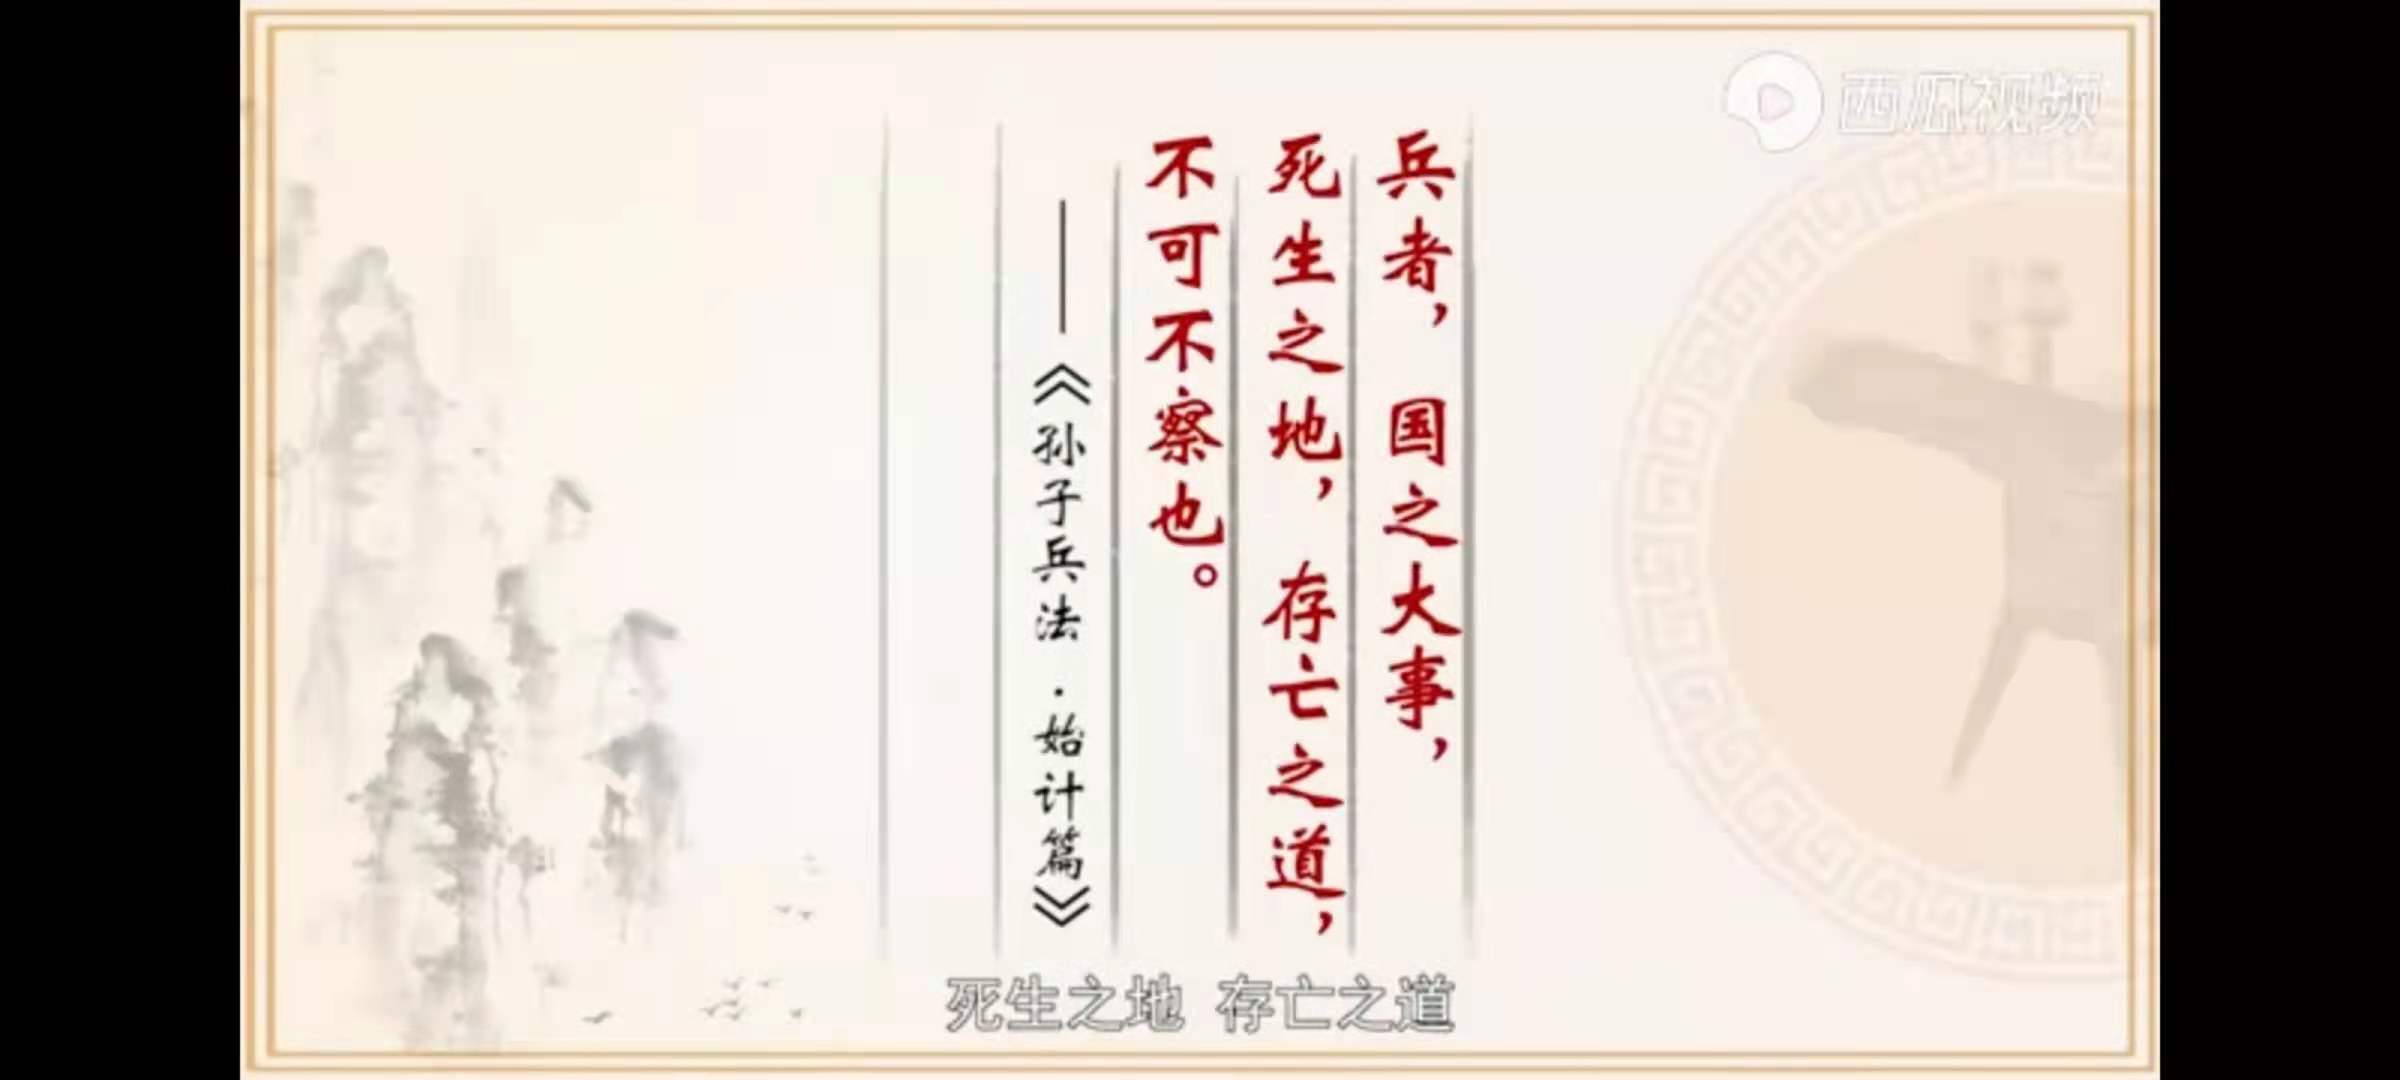 兵者，国之大事，
死生之地，存亡之道，
不可不察也。
——《孙子兵法·始计篇》
西瓜视频
死生之地 存亡之道